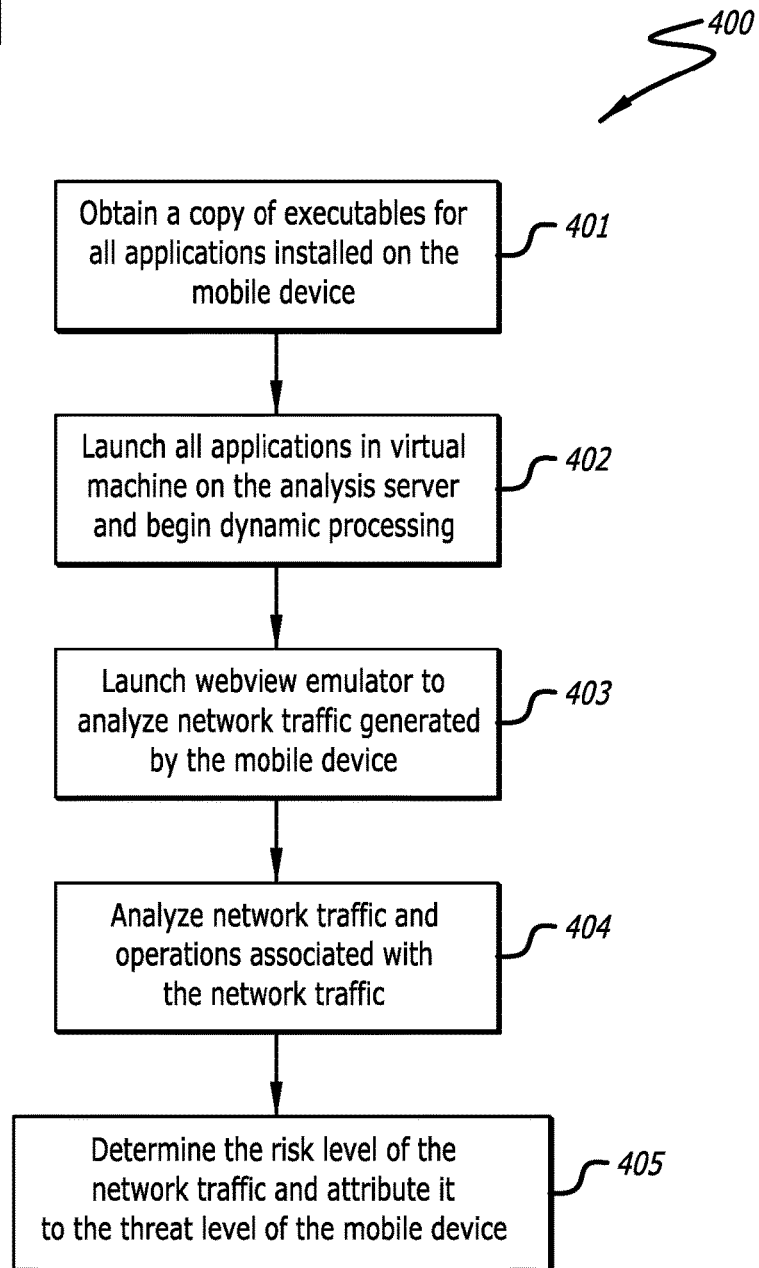 400
Obtain a copy of executables for
all applications installed on the
mobile device
401
Launch all applications in virtual
machine on the analysis server
and begin dynamic processing
402
Launch webview emulator to
analyze network traffic generated
by the mobile device
403
Analyze network traffic and
operations associated with
the network traffic
404
Determine the risk level of the
network traffic and attribute it
to the threat level of the mobile device
405